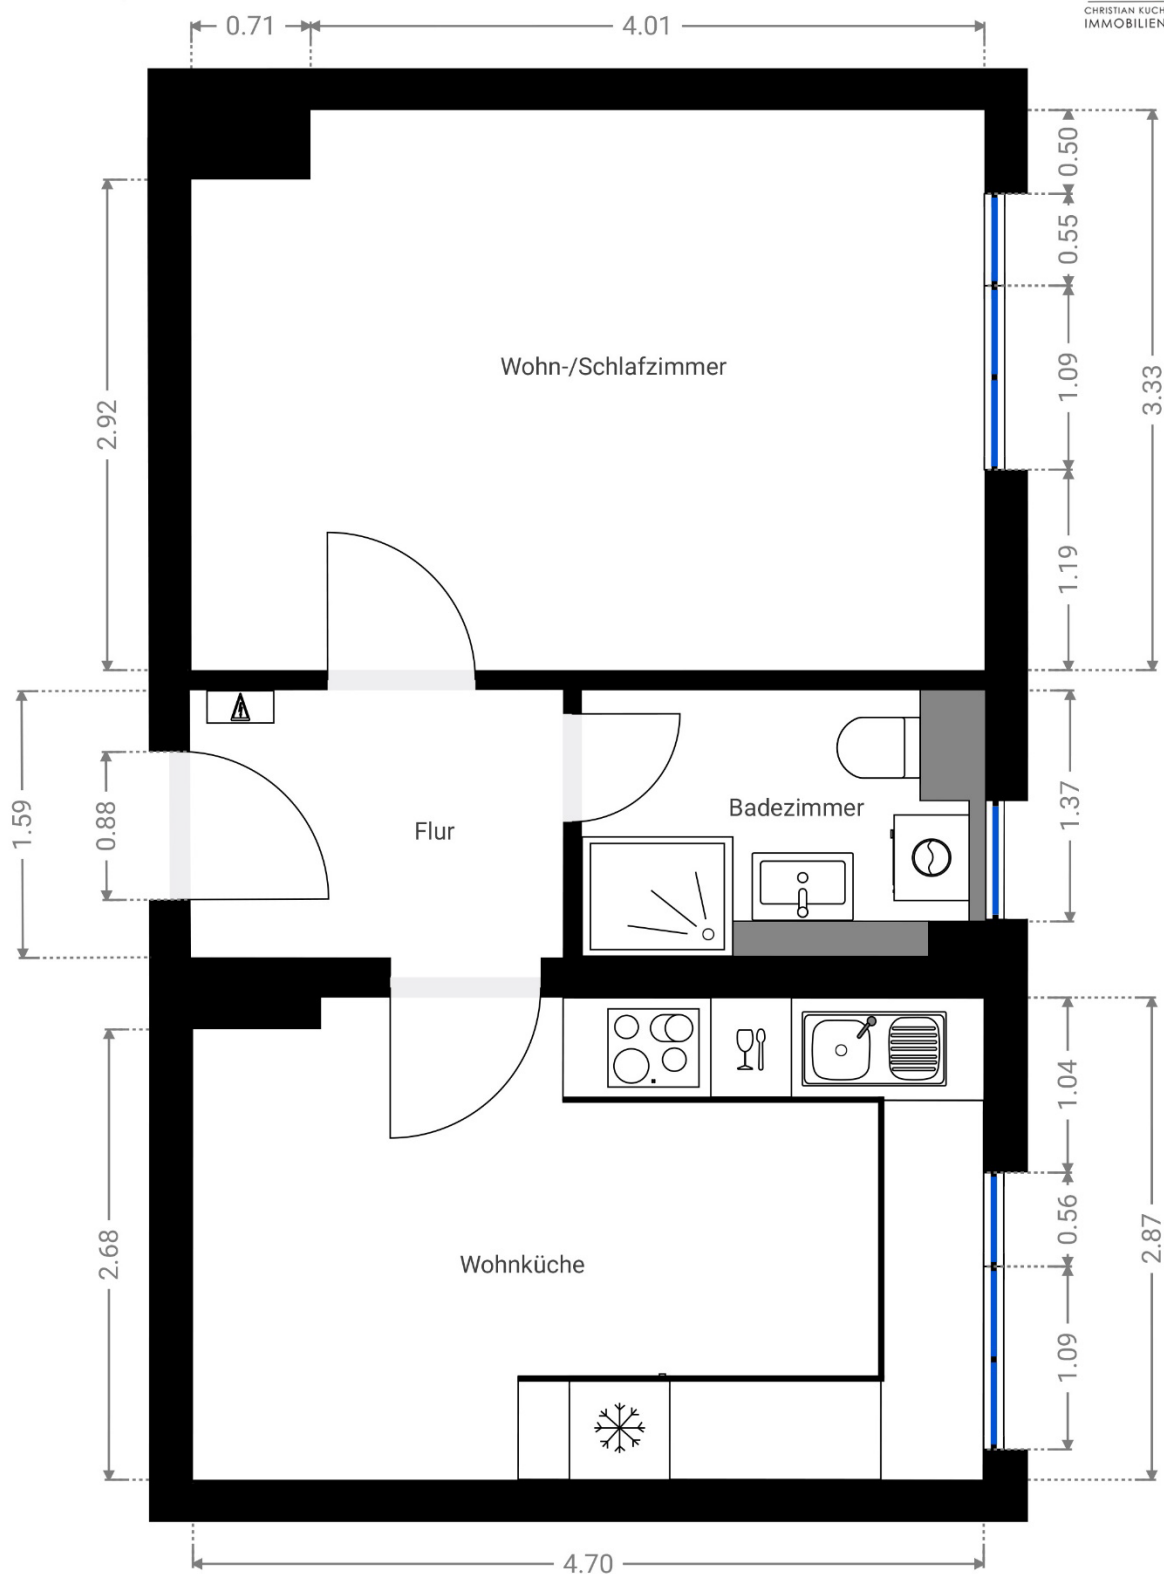 CHRISTIAN KUCH
IMMOBILIEN
0.71
4.01
0.50
0.55
1.09
3.33
1.19
2.92
Wohn-/Schlafzimmer
1.59
0.88
Flur
Badezimmer
1.37
1.04
0.56
2.87
1.09
2.68
Wohnküche
4.70